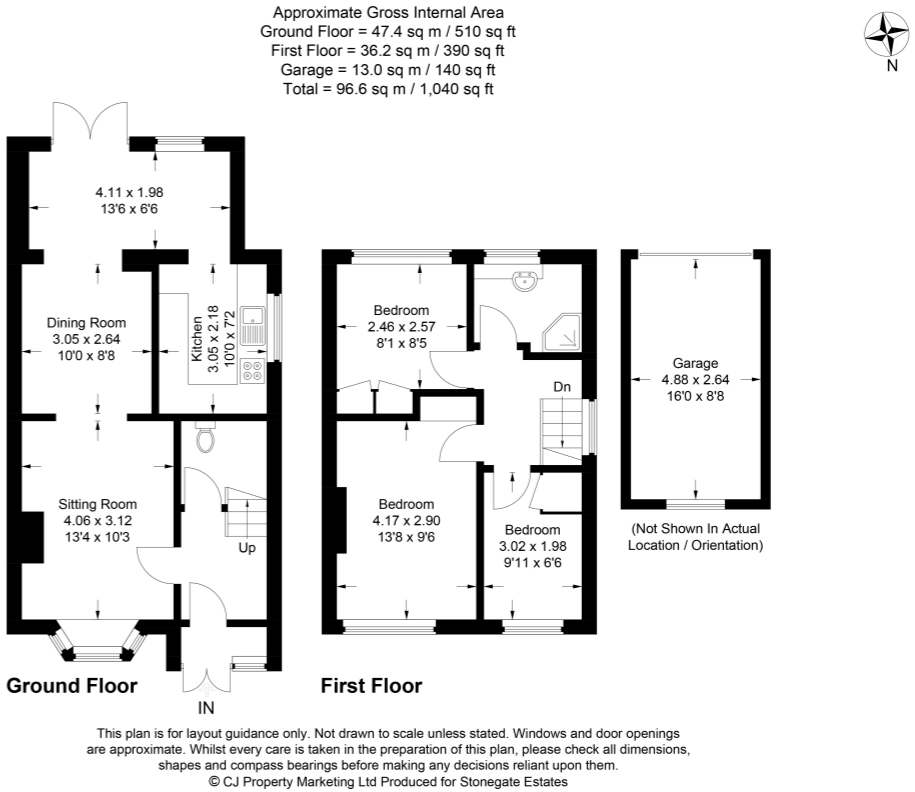 Approximate Gross Internal Area
Ground Floor = 47.4 sq m / 510 sq ft
First Floor = 36.2 sq m / 390 sq ft
Garage = 13.0 sq m / 140 sq ft
Total = 96.6 sq m / 1,040 sq ft
N
4.11 x 1.98
13'6 x 6'6
Dining Room
3.05 x 2.64
10'0 x 8'8
Kitchen
3.05 x 2.18
10'0 x 7'2
Sitting Room
4.06 x 3.12
13'4 x 10'3
Up
IN
Ground Floor
Bedroom
2.46 x 2.57
8'1 x 8'5
Dn
Bedroom
4.17 x 2.90
13'8 x 9'6
Bedroom
3.02 x 1.98
9'11 x 6'6
First Floor
Garage
4.88 x 2.64
16'0 x 8'8
(Not Shown In Actual
Location / Orientation)
This plan is for layout guidance only. Not drawn to scale unless stated. Windows and door openings
are approximate. Whilst every care is taken in the preparation of this plan, please check all dimensions,
shapes and compass bearings before making any decisions reliant upon them.
© CJ Property Marketing Ltd Produced for Stonegate Estates